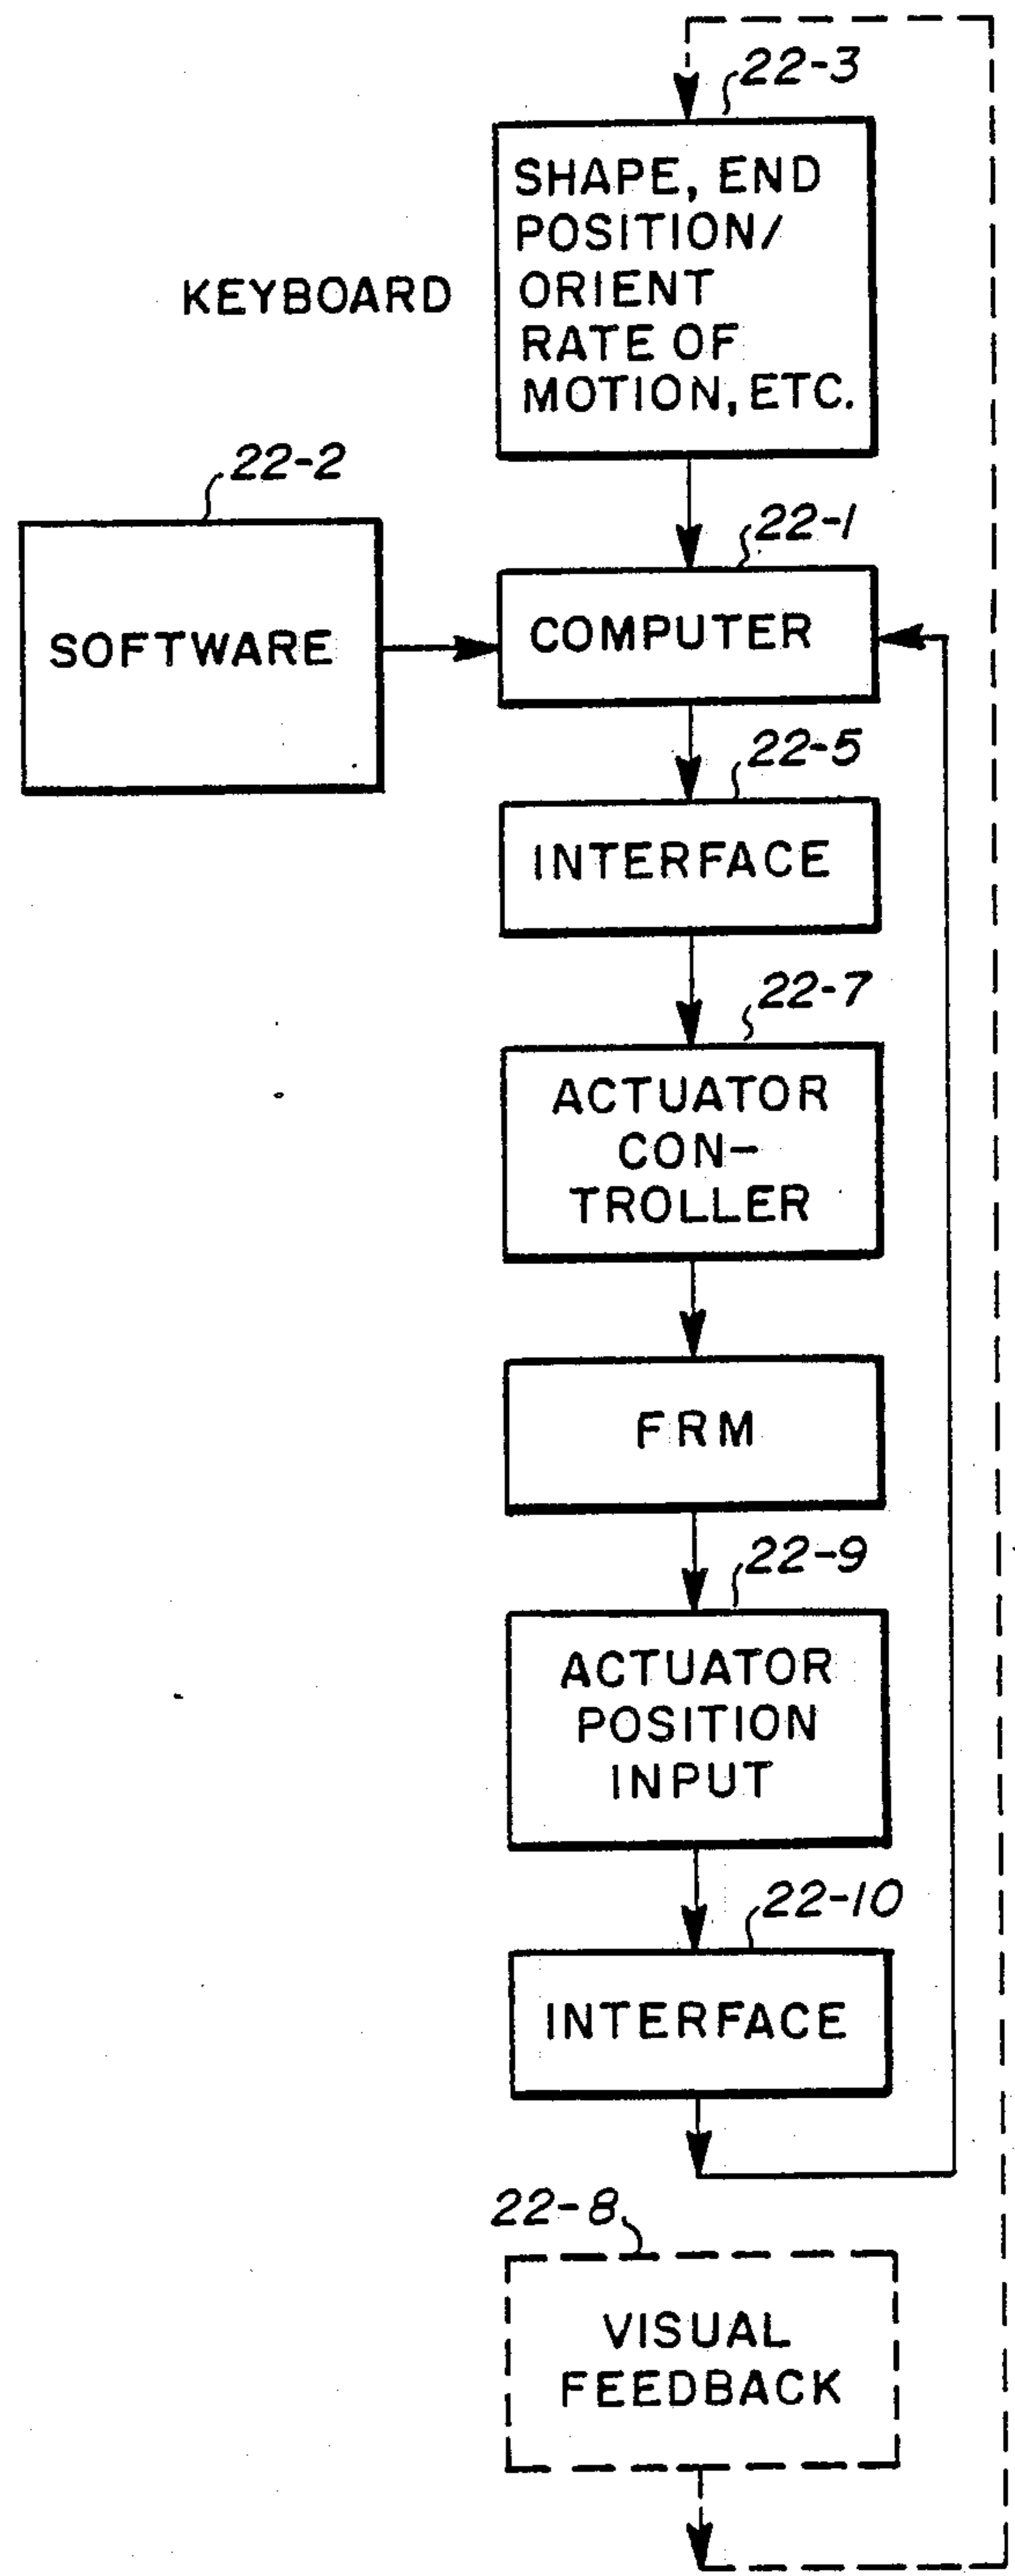 22-3
SHAPE, END
POSITION/
ORIENT
RATE OF
MOTION, ETC.
KEYBOARD
22-2
SOFTWARE
22-1
COMPUTER
22-5
INTERFACE
22-7
ACTUATOR
CON-
TROLLER
FRM
22-9
ACTUATOR
POSITION
INPUT
22-10
INTERFACE
22-8
VISUAL
FEEDBACK